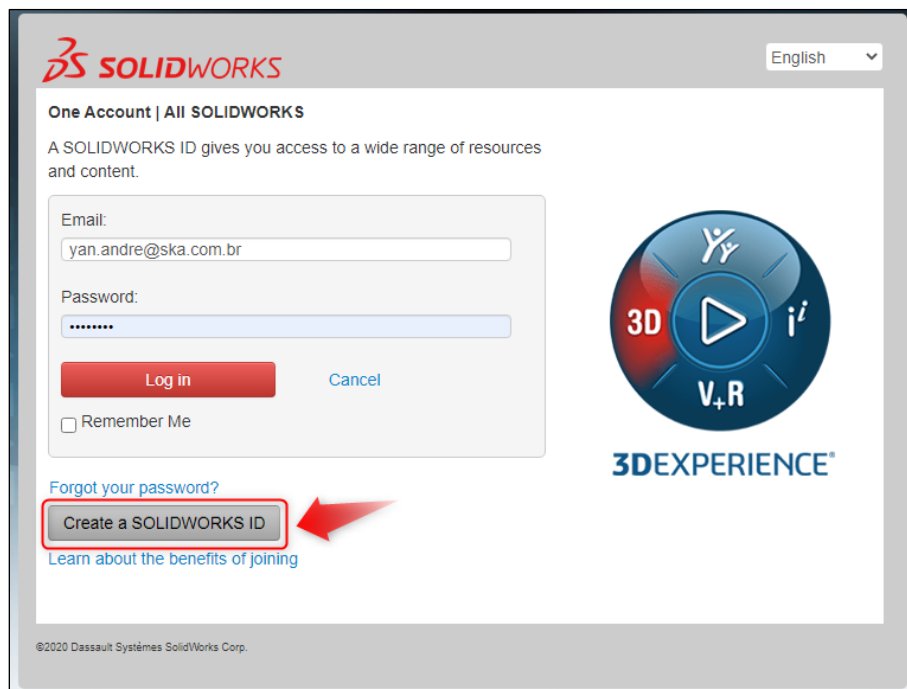 3S SOLIDWORKS
English
One Account | All SOLIDWORKS
A SOLIDWORKS ID gives you access to a wide range of resources
and content.
Email:
yan.andre@ska.com.br
Password:
••••••••
Log in
Cancel
Remember Me
3D
i i
V+R
3DEXPERIENCE®
Forgot your password?
Create a SOLIDWORKS ID
Learn about the benefits of joining
©2020 Dassault Systèmes SolidWorks Corp.